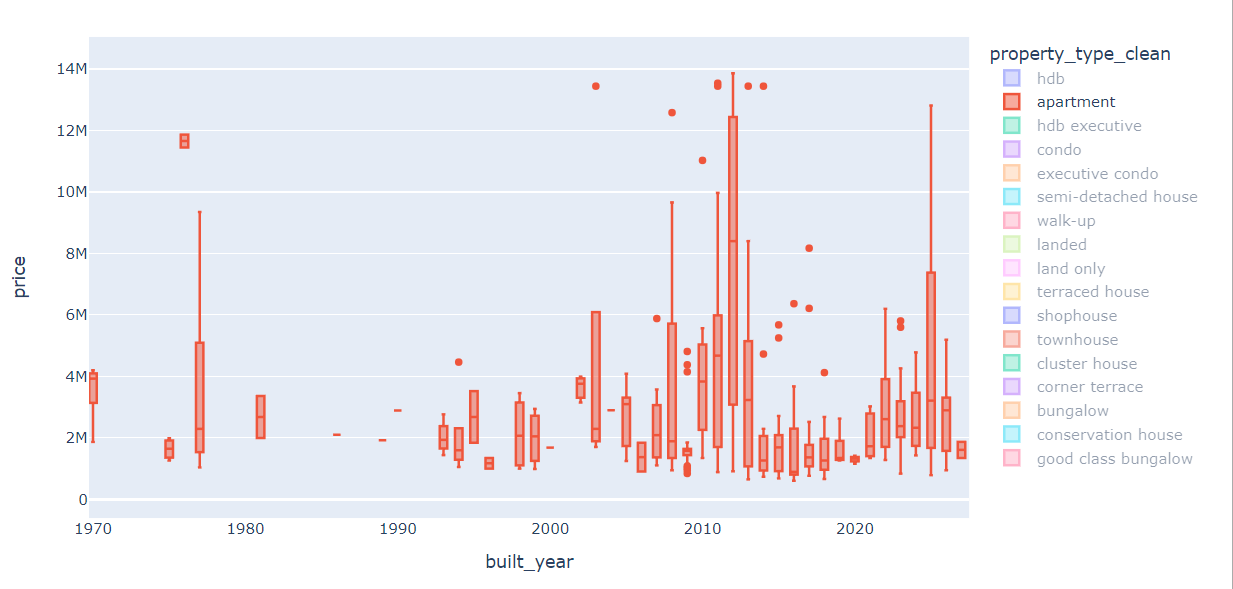 14M
12M
10M
8M
6M
4M
2M
0
price
1970
1980
1990
2000
2010
2020
built_year
property_type_clean
hdb
apartment
hdb executive
condo
executive condo
semi-detached house
walk-up
landed
land only
terraced house
shophouse
townhouse
cluster house
corner terrace
bungalow
conservation house
good class bungalow